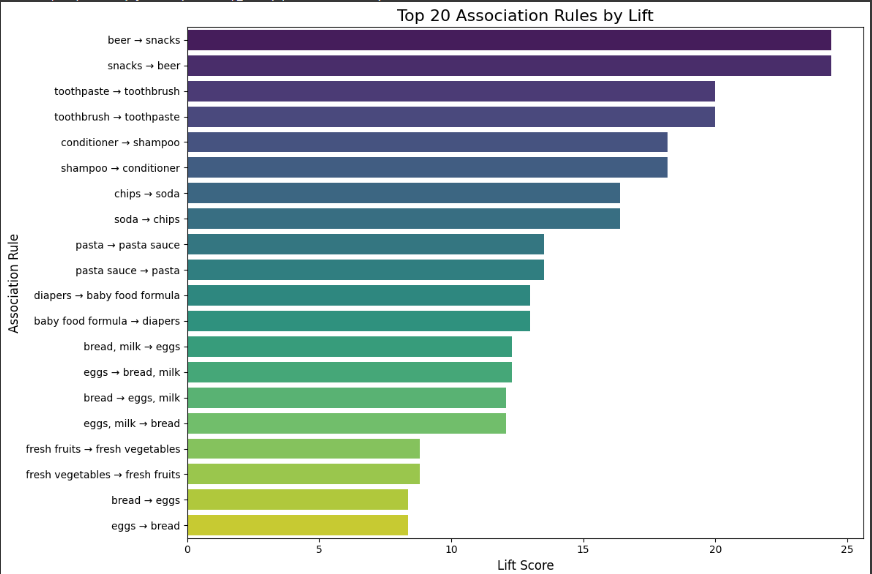 Top 20 Association Rules by Lift
Association Rule
beer → snacks
snacks → beer
toothpaste → toothbrush
toothbrush → toothpaste
conditioner → shampoo
shampoo → conditioner
chips → soda
soda → chips
pasta → pasta sauce
pasta sauce → pasta
diapers → baby food formula
baby food formula → diapers
bread, milk → eggs
eggs → bread, milk
bread → eggs, milk
eggs, milk → bread
fresh fruits → fresh vegetables
fresh vegetables → fresh fruits
bread → eggs
eggs → bread
0 5 10 15 20 25
Lift Score